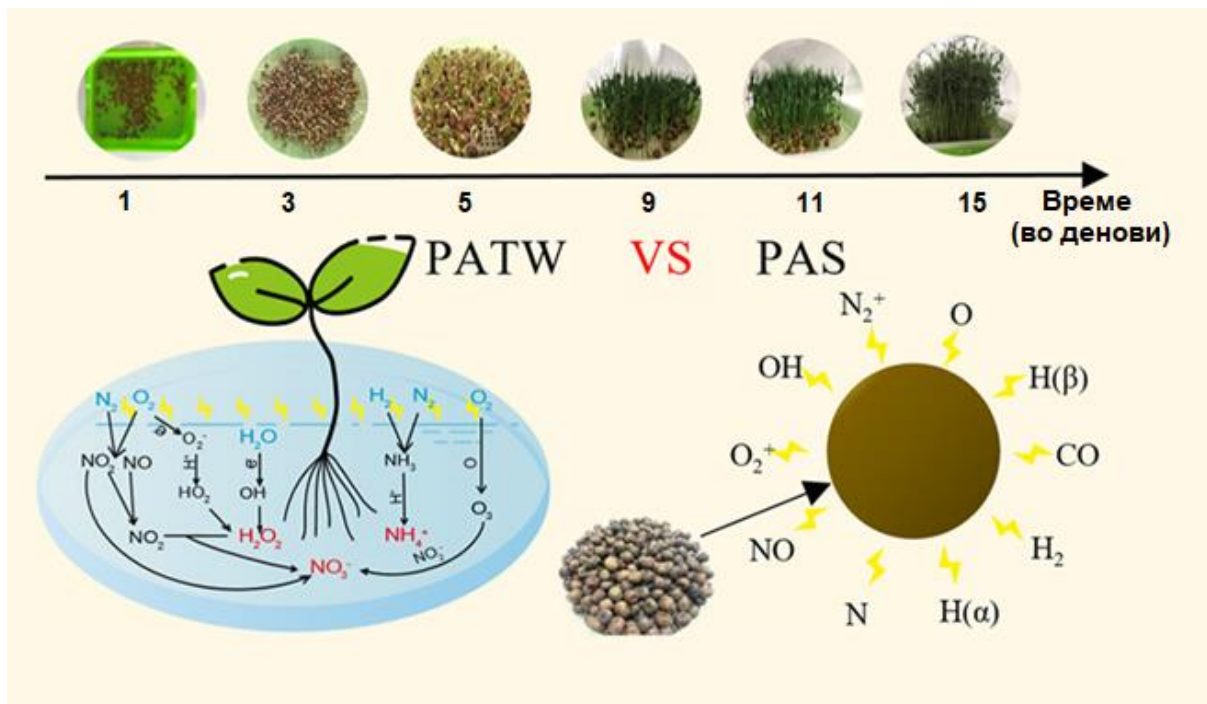 1 3 5 9 11 15 Време
(во денови)
PATW VS PAS
N₂ O₂ H₂ N₂ O₂
e O₂⁻ H₂O
NO₂ NO H⁺ e NH₃ O
HO₂ OH H⁺ O₃
NO₂ H₂O₂ NH₄⁺ NO₂⁻
NO₃⁻
N₂⁺ O
OH H(β)
O₂⁺ CO
NO H₂
N H(α)